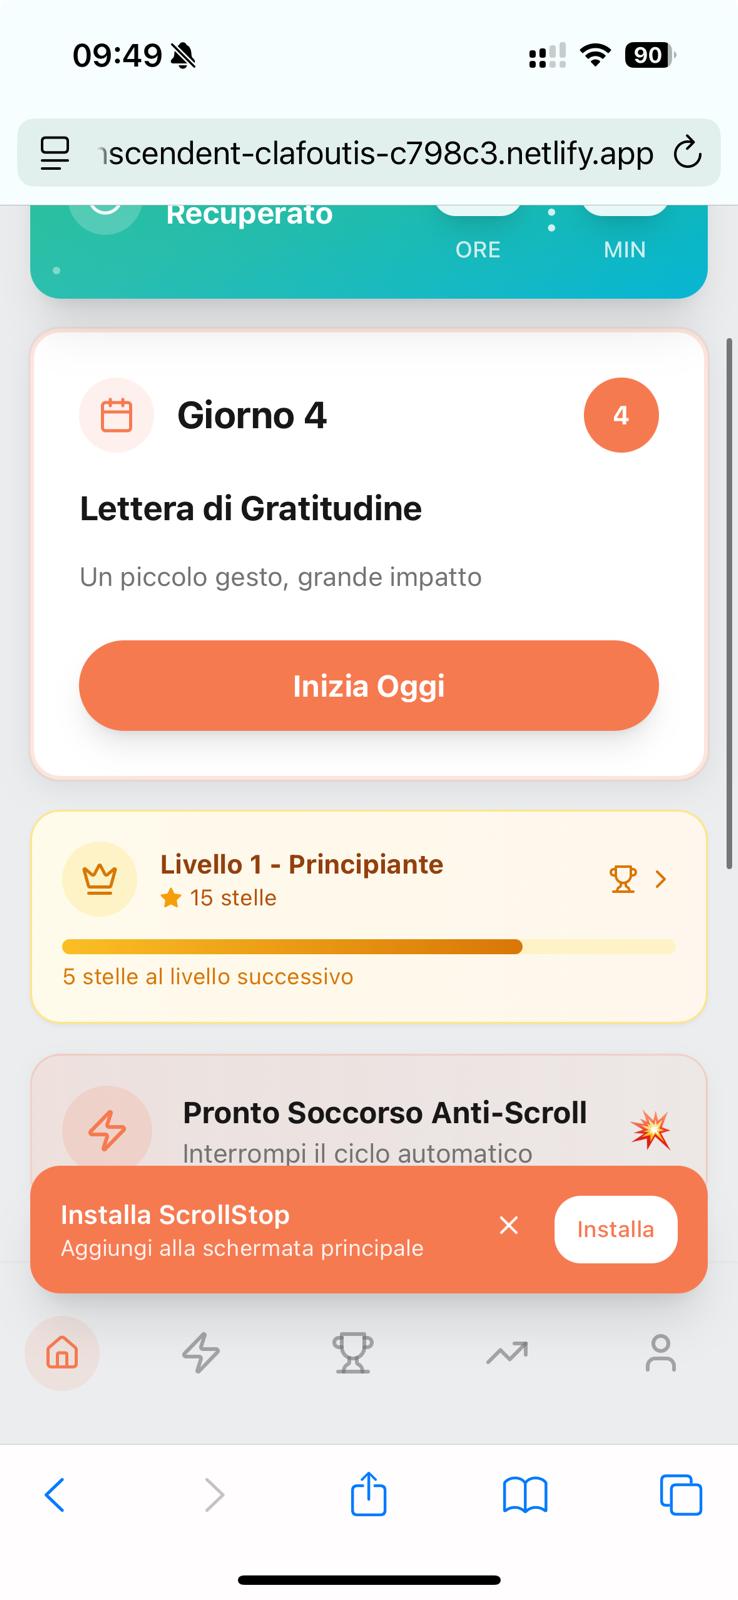 09:49
90
scendent-clafoutis-c798c3.netlify.app
Recuperato
ORE : MIN
Giorno 4
4
Lettera di Gratitudine
Un piccolo gesto, grande impatto
Inizia Oggi
Livello 1 - Principiante
15 stelle
5 stelle al livello successivo
Pronto Soccorso Anti-Scroll
Interrompi il ciclo automatico
Installa ScrollStop
Aggiungi alla schermata principale
Installa